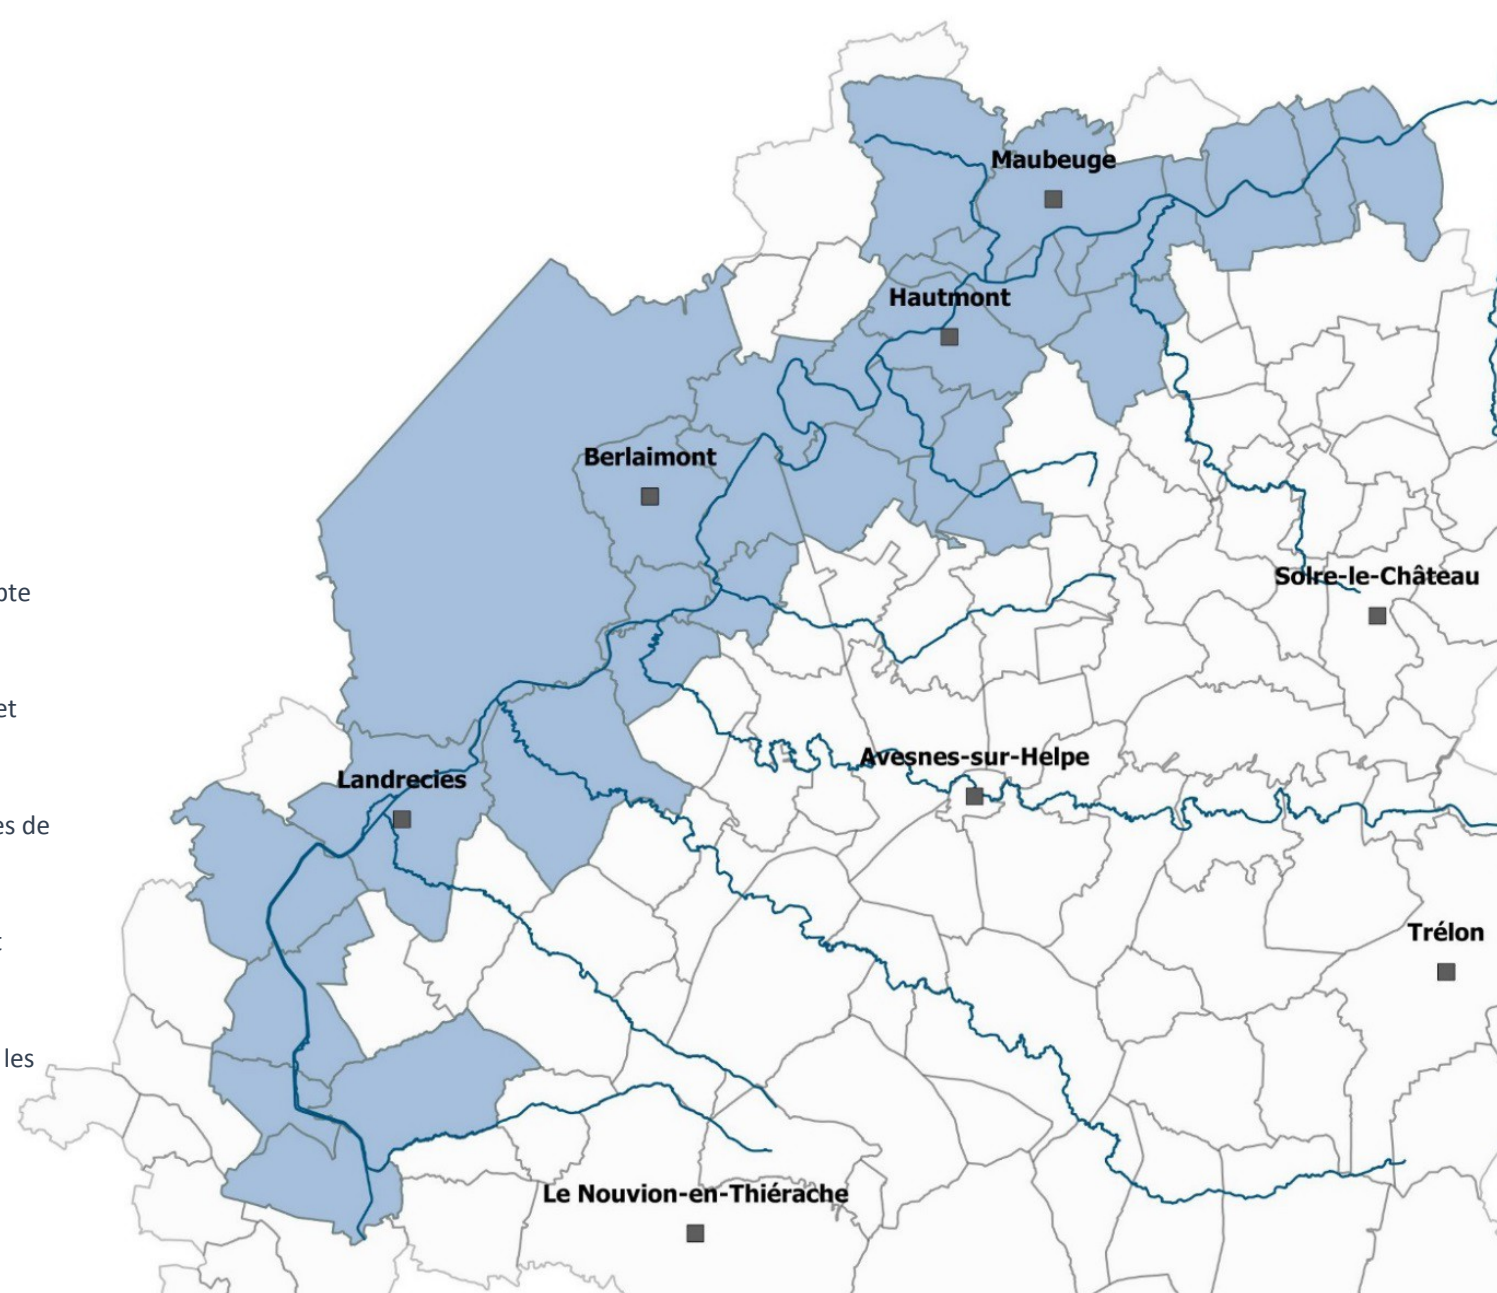 Maubeuge
Hautmont
Berlaimont
Solre-le-Château
Avesnes-sur-Helpe
Landrecies
Trélon
Le Nouvion-en-Thiérache
et
es de
les